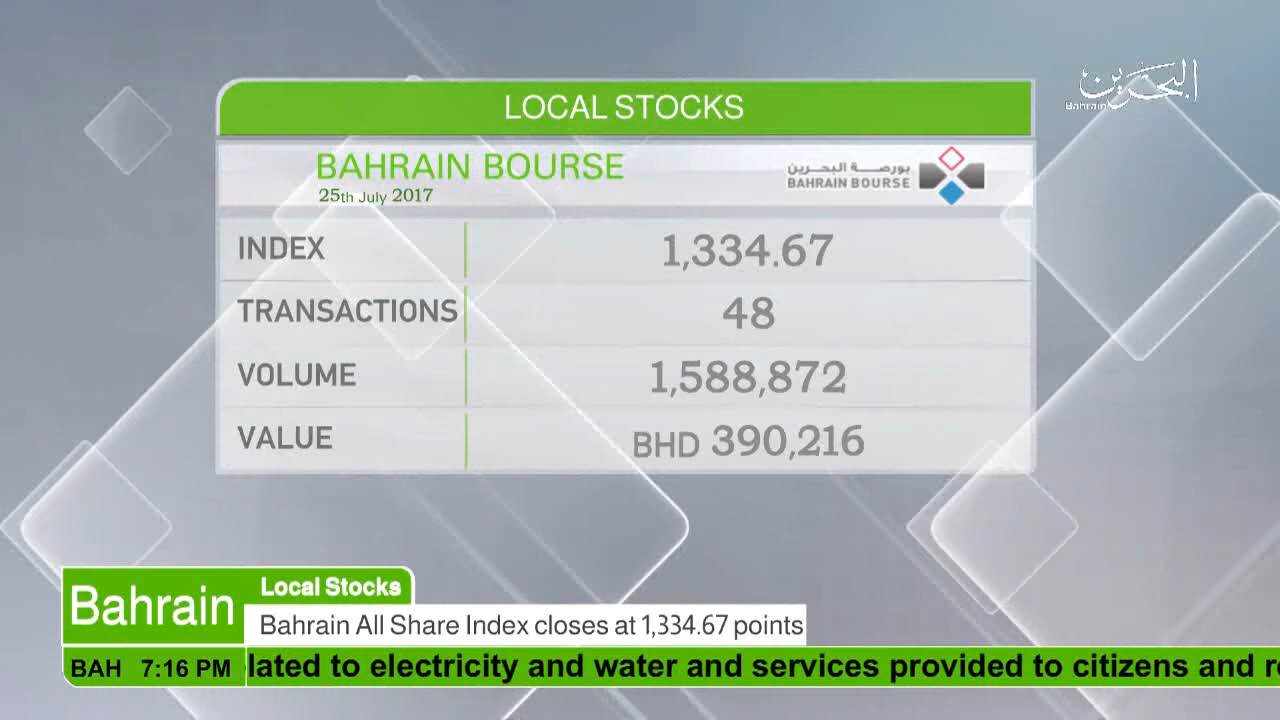 البحرين
Bahrain
LOCAL STOCKS
BAHRAIN BOURSE
25th July 2017
بورصة البحرين
BAHRAIN BOURSE
INDEX 1,334.67
TRANSACTIONS 48
VOLUME 1,588,872
VALUE BHD 390,216
Local Stocks
Bahrain
Bahrain All Share Index closes at 1,334.67 points
BAH 7:16 PM lated to electricity and water and services provided to citizens and re